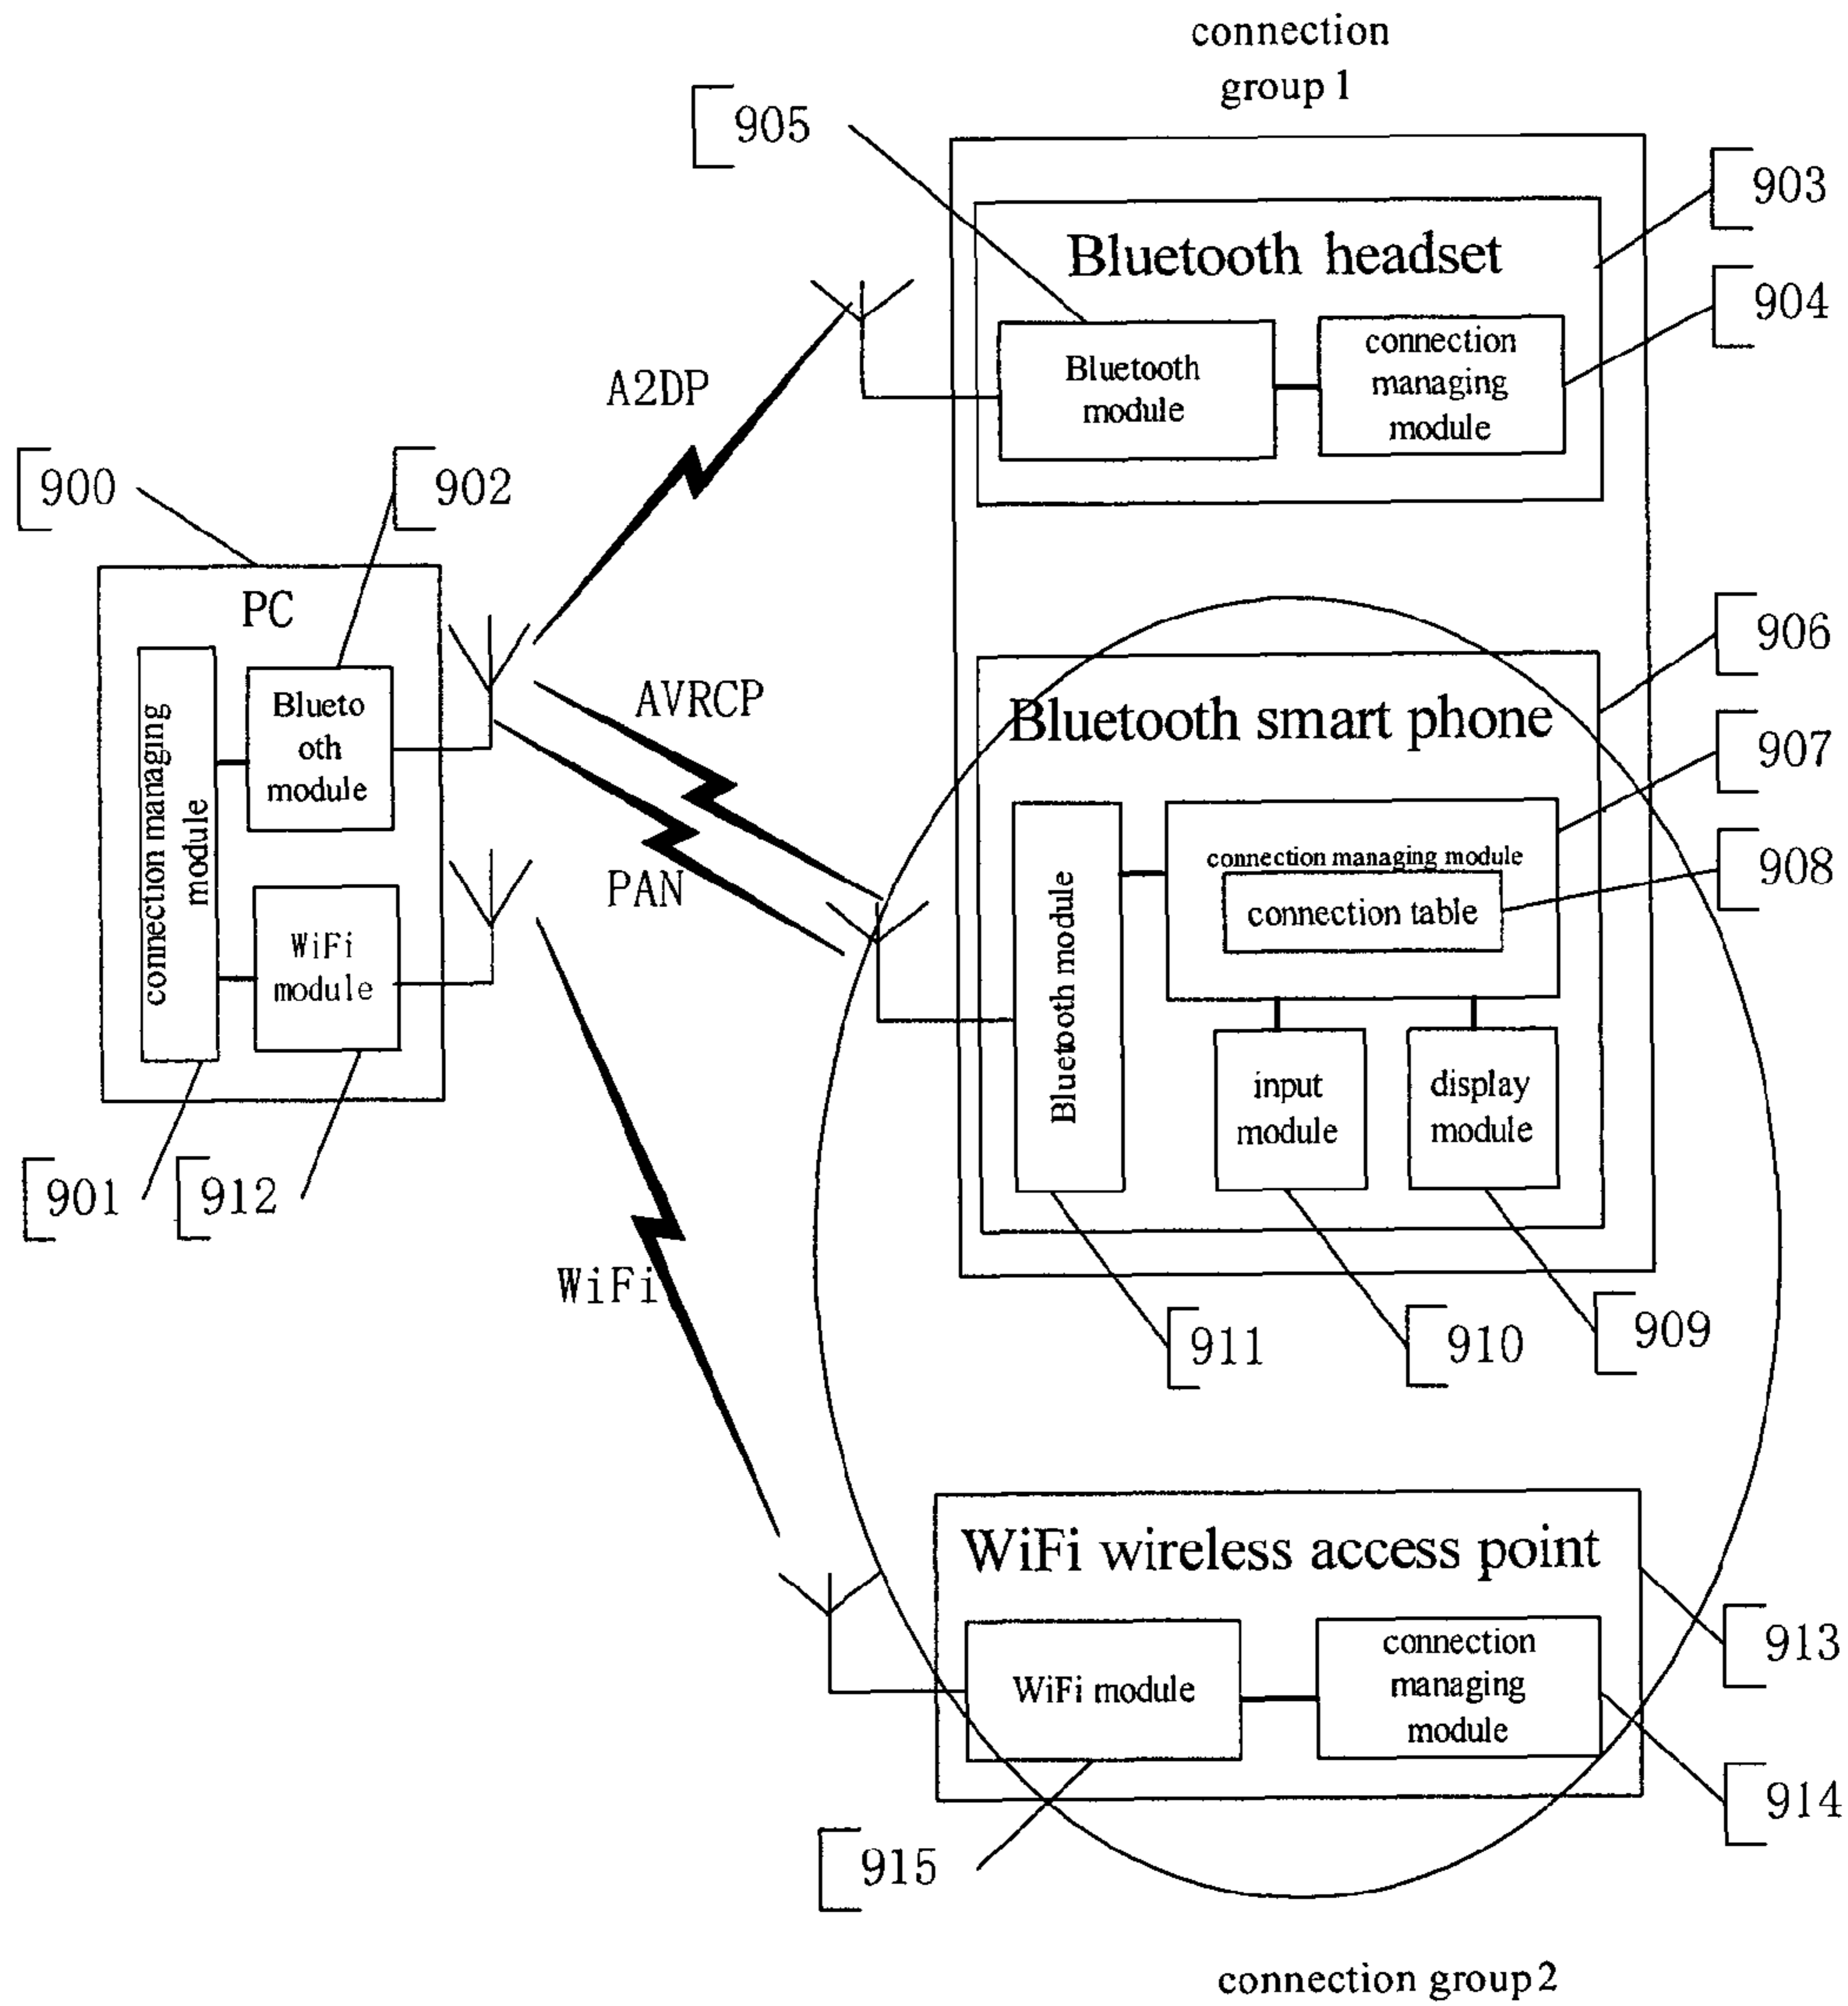 connection
group 1
905
903
Bluetooth headset
904
connection
managing
module
Bluetooth
module
A2DP
900
902
PC
906
Blueto
oth
module
AVRCP
Bluetooth smart phone
907
connection managing
module
connection managing module
908
connection table
PAN
WiFi
module
Bluetooth module
input
module
display
module
901
912
WiFi
911
910
909
WiFi wireless access point
913
WiFi module
connection
managing
module
914
915
connection group 2